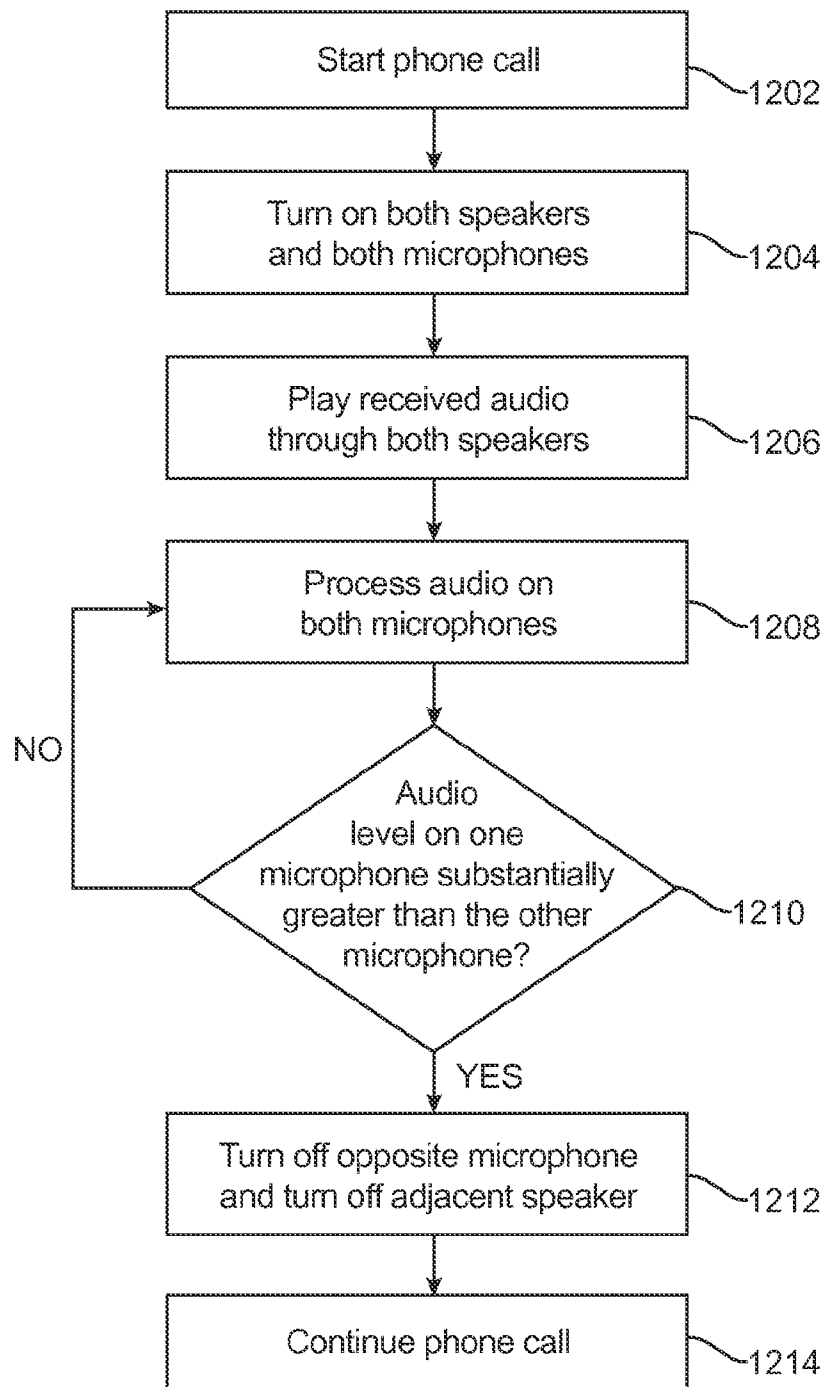 Start phone call
1202
Turn on both speakers
and both microphones
1204
Play received audio
through both speakers
1206
Process audio on
both microphones
1208
NO
Audio
level on one
microphone substantially
greater than the other
microphone?
1210
YES
Turn off opposite microphone
and turn off adjacent speaker
1212
Continue phone call
1214